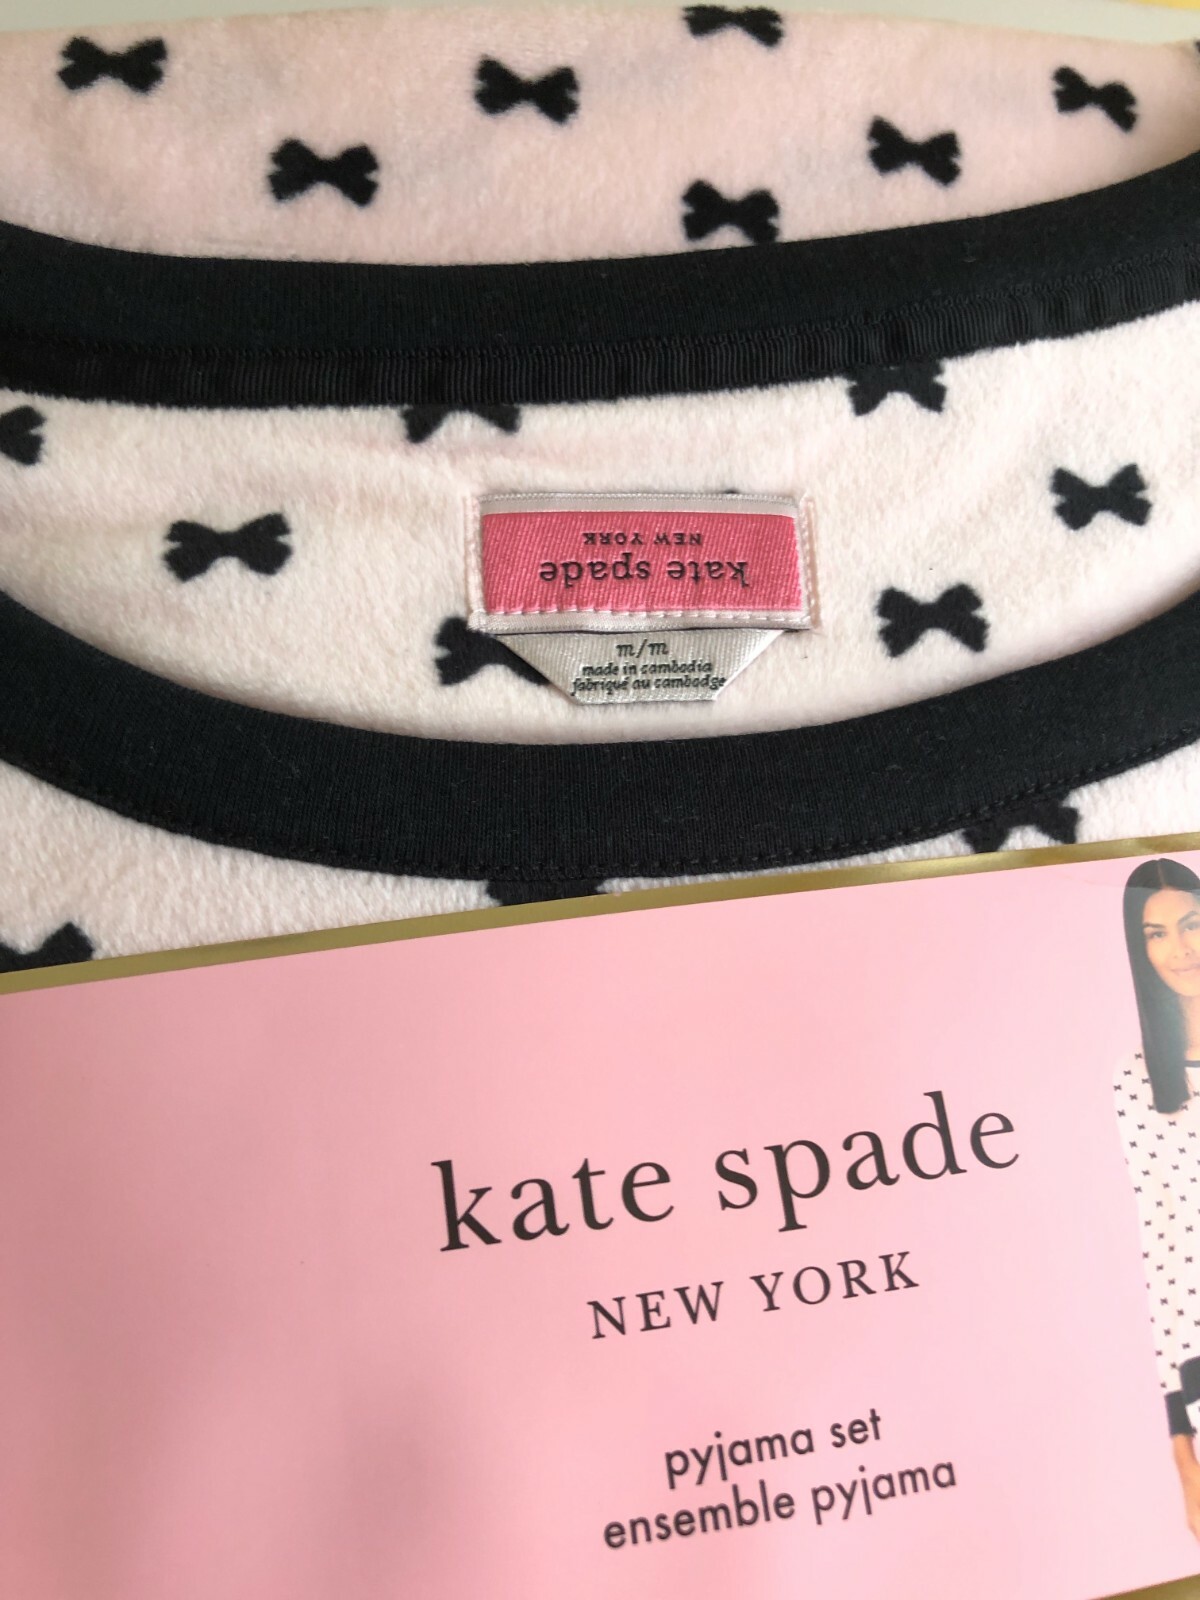 kate spade
NEW YORK
m/m
made in cambodia
fabriqué au cambodge
kate spade
NEW YORK
pyjama set
ensemble pyjama